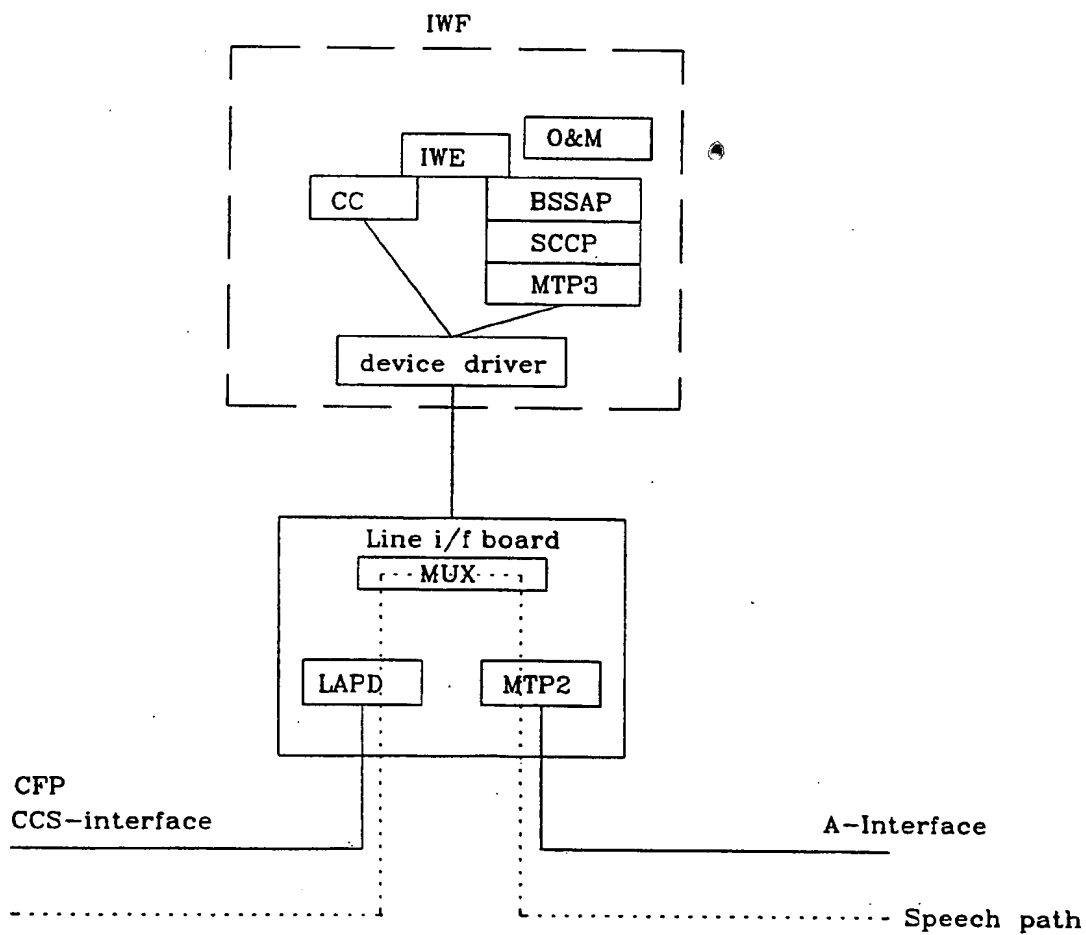 IWF
O&M
IWE
CC
BSSAP
SCCP
MTP3
device driver
Line i/f board
MUX
LAPD
MTP2
CFP
CCS-interface
A-Interface
Speech path